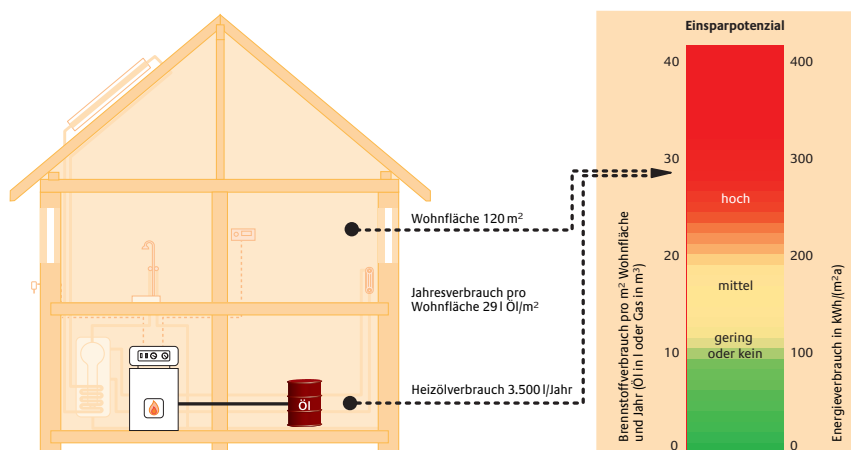 Einsparpotenzial
40
400
30
300
hoch
Wohnfläche 120 m²
20
200
mittel
Jahresverbrauch pro
Wohnfläche 29 l Öl/m²
gering
oder kein
10
100
Heizölverbrauch 3.500 l/Jahr
Öl
0
0
Brennstoffverbrauch pro m² Wohnfläche
und Jahr (Öl in l oder Gas in m³)
Energieverbrauch in kWh/(m²a)